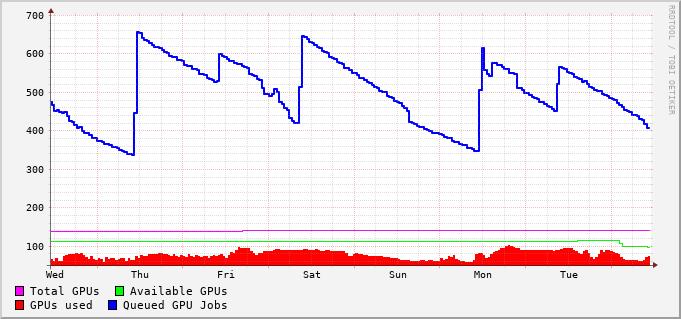 700
600
500
400
300
200
100
Wed Thu Fri Sat Sun Mon Tue
Total GPUs Available GPUs
GPUs used Queued GPU Jobs
RRDTOOL / TOBI OETIKER